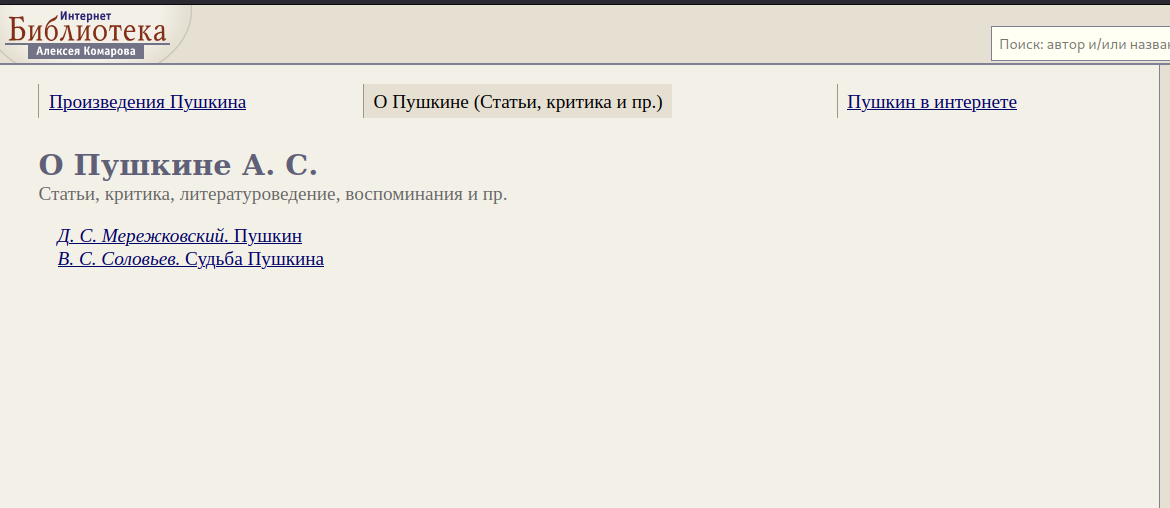 Интернет
Библиотека
Алексея Комарова
Поиск: автор и/или
Произведения Пушкина
О Пушкине (Статьи, критика и пр.)
Пушкин в интернете
О Пушкине А. С.
Статьи, критика, литературоведение, воспоминания и пр.
Д. С. Мережковский. Пушкин
В. С. Соловьев. Судьба Пушкина